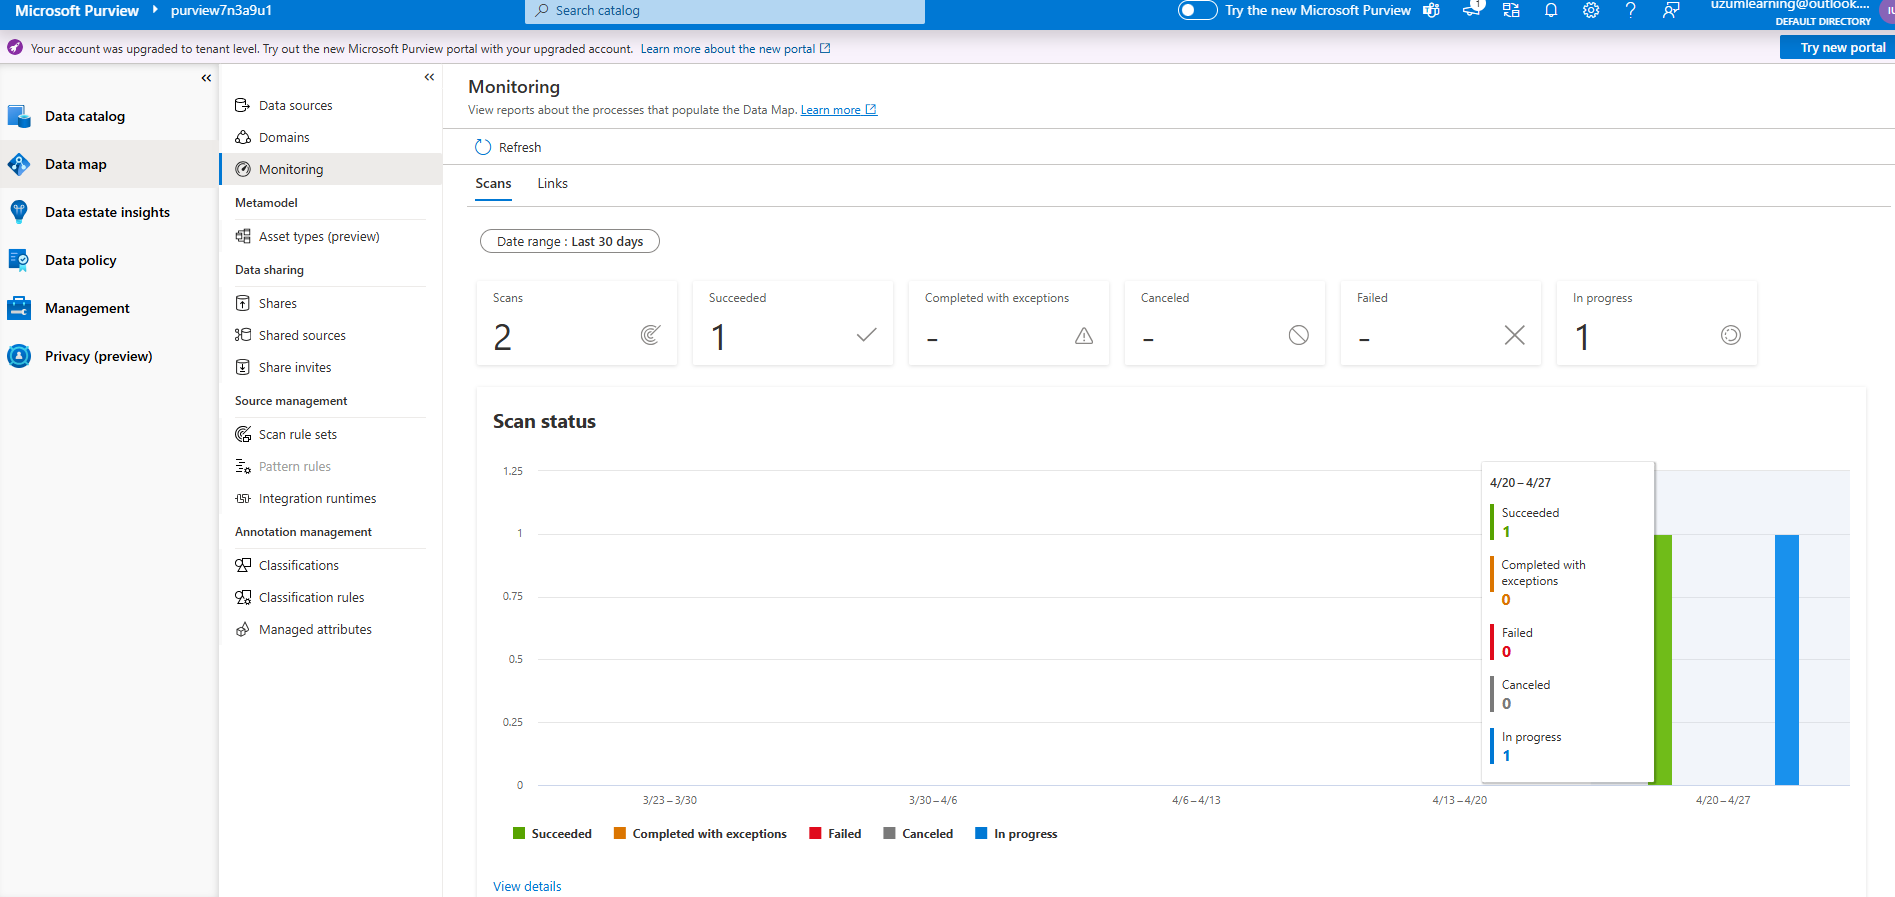 Microsoft Purview purview7n3a9u1
Search catalog
Try the new Microsoft Purview
1
uzumlearning@outlook....
DEFAULT DIRECTORY
Your account was upgraded to tenant level. Try out the new Microsoft Purview portal with your upgraded account. Learn more about the new portal
Try new portal
Data catalog
Data map
Data estate insights
Data policy
Management
Privacy (preview)
Data sources
Domains
Monitoring
Metamodel
Asset types (preview)
Data sharing
Shares
Shared sources
Share invites
Source management
Scan rule sets
Pattern rules
Integration runtimes
Annotation management
Classifications
Classification rules
Managed attributes
Monitoring
View reports about the processes that populate the Data Map. Learn more
Refresh
Scans Links
Date range : Last 30 days
Scans
2
Succeeded
1
Completed with exceptions
-
Canceled
-
Failed
-
In progress
1
Scan status
1.25
1
0.75
0.5
0.25
0
3/23 – 3/30
3/30 – 4/6
4/6 – 4/13
4/13 – 4/20
4/20 – 4/27
4/20 – 4/27
Succeeded
1
Completed with
exceptions
0
Failed
0
Canceled
0
In progress
1
Succeeded Completed with exceptions Failed Canceled In progress
View details